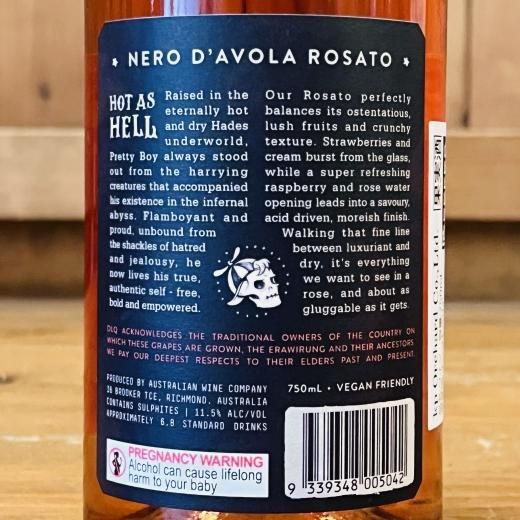 NERO D'AVOLA ROSATO
HOT AS
HELL
Raised in the
eternally hot
and dry Hades
underworld,
Pretty Boy always stood
out from the harrying
creatures that accompanied
his existence in the infernal
abyss. Flamboyant and
proud, unbound from
the shackles of hatred
and jealousy, he
now lives his true,
authentic self - free,
bold and empowered.
Our Rosato perfectly
balances its ostentatious,
lush fruits and crunchy
texture. Strawberries and
cream burst from the glass,
while a super refreshing
raspberry and rose water
opening leads into a savoury,
acid driven, moreish finish.
Walking that fine line
between luxuriant and
dry, it's everything
we want to see in a
rose, and about as
gluggable as it gets.
DLQ ACKNOWLEDGES THE TRADITIONAL OWNERS OF THE COUNTRY ON
WHICH THESE GRAPES ARE GROWN, THE ERAWIRUNG AND THEIR ANCESTORS
WE PAY OUR DEEPEST RESPECTS TO THEIR ELDERS PAST AND PRESENT.
PRODUCED BY AUSTRALIAN WINE COMPANY
36 BROOKER TCE, RICHMOND. AUSTRALIA
CONTAINS SULPHITES | 11.5% ALC/VOL
APPROXIMATELY 6.8 STANDARD DRINKS
750mL • VEGAN FRIENDLY
PREGNANCY WARNING
Alcohol can cause lifelong
harm to your baby
9 339348 005042
果実酒
Orchard Co., Ltd.